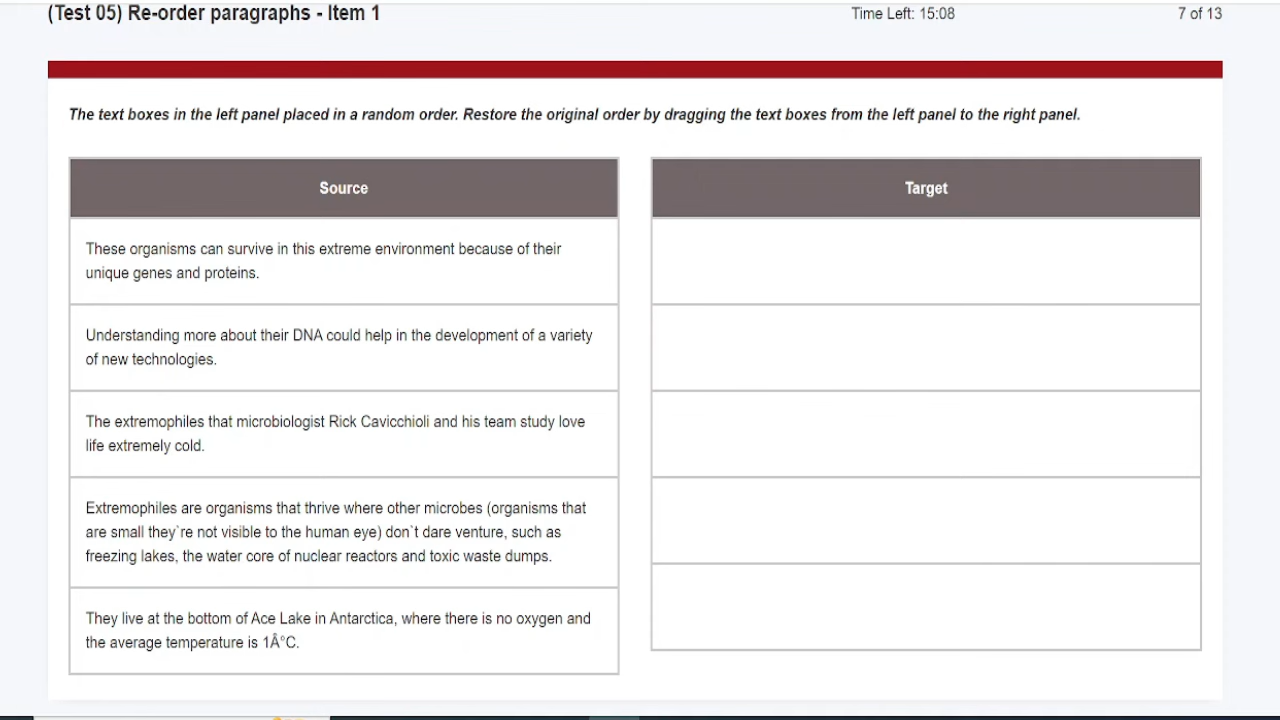 (Test 05) Re-order paragraphs - Item 1
Time Left: 15:08
7 of 13
The text boxes in the left panel placed in a random order. Restore the original order by dragging the text boxes from the left panel to the right panel.
Source
Target
These organisms can survive in this extreme environment because of their
unique genes and proteins.
Understanding more about their DNA could help in the development of a variety
of new technologies.
The extremophiles that microbiologist Rick Cavicchioli and his team study love
life extremely cold.
Extremophiles are organisms that thrive where other microbes (organisms that
are small they`re not visible to the human eye) don`t dare venture, such as
freezing lakes, the water core of nuclear reactors and toxic waste dumps.
They live at the bottom of Ace Lake in Antarctica, where there is no oxygen and
the average temperature is 1Â°C.